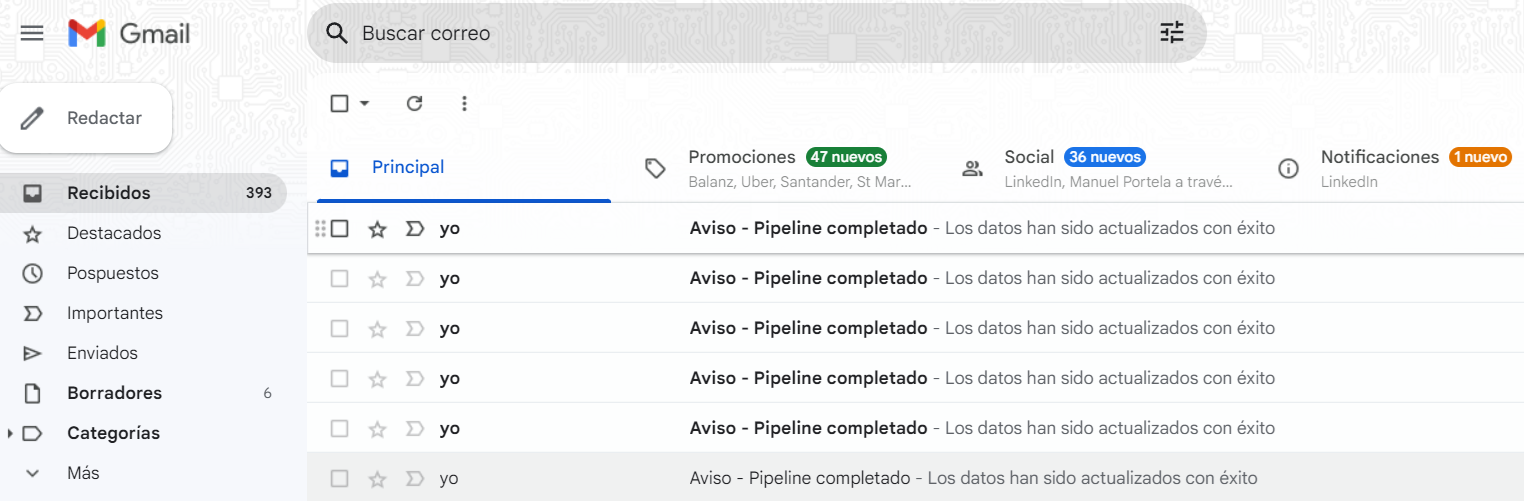 Gmail
Buscar correo
Redactar
Recibidos 393
Destacados
Pospuestos
Importantes
Enviados
Borradores 6
Categorías
Más
Principal
Promociones 47 nuevos
Balanz, Uber, Santander, St Mar...
Social 36 nuevos
LinkedIn, Manuel Portela a travé...
Notificaciones 1 nuevo
LinkedIn
yo Aviso - Pipeline completado - Los datos han sido actualizados con éxito
yo Aviso - Pipeline completado - Los datos han sido actualizados con éxito
yo Aviso - Pipeline completado - Los datos han sido actualizados con éxito
yo Aviso - Pipeline completado - Los datos han sido actualizados con éxito
yo Aviso - Pipeline completado - Los datos han sido actualizados con éxito
yo Aviso - Pipeline completado - Los datos han sido actualizados con éxito